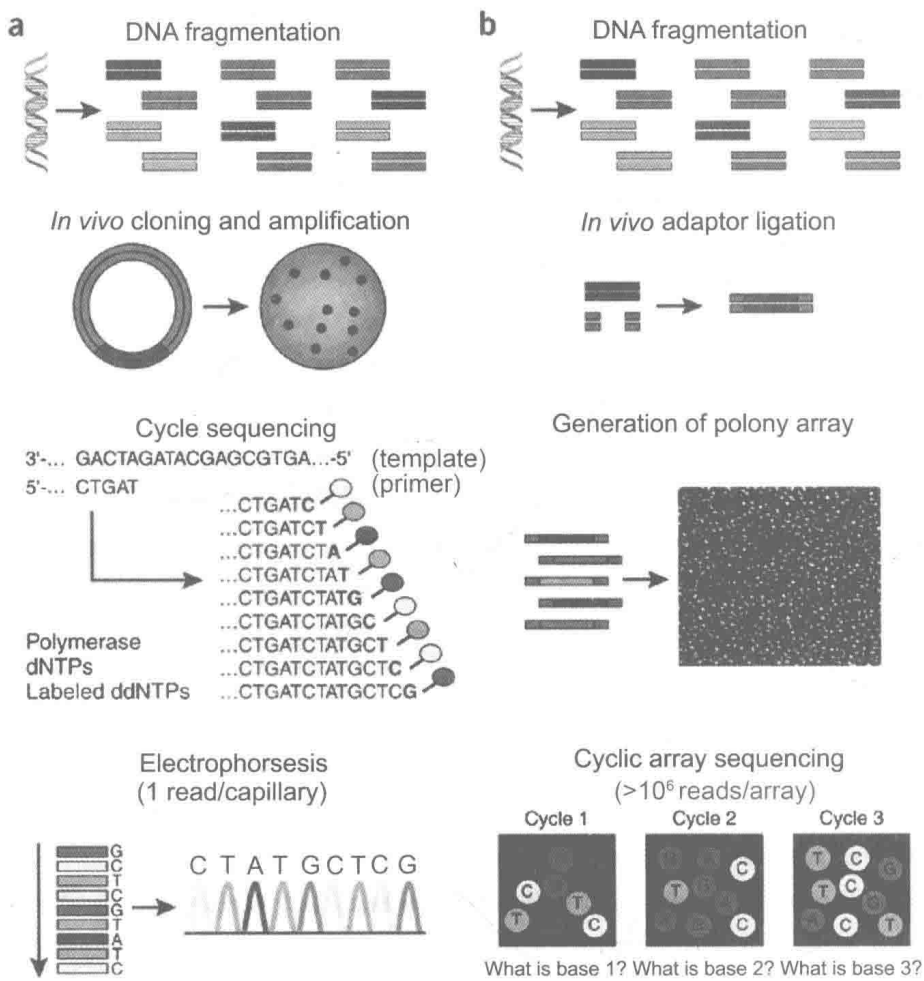 a
DNA fragmentation
In vivo cloning and amplification
Cycle sequencing
3'-... GACTAGATACGAGCGTGA...-5' (template)
5'-... CTGAT (primer)
...CTGATC
...CTGATCT
...CTGATCTA
...CTGATCTAT
...CTGATCTATG
...CTGATCTATGC
...CTGATCTATGCT
...CTGATCTATGCTC
...CTGATCTATGCTCG
Polymerase
dNTPs
Labeled ddNTPs
Electrophorsesis
(1 read/capillary)
G
C
T
C
G
T
A
T
C
C T A T G C T C G
b
DNA fragmentation
In vivo adaptor ligation
Generation of polony array
Cyclic array sequencing
(>10⁶ reads/array)
Cycle 1 Cycle 2 Cycle 3
C
T T
C
C
T
C
T C
G
T C
C T
What is base 1? What is base 2? What is base 3?